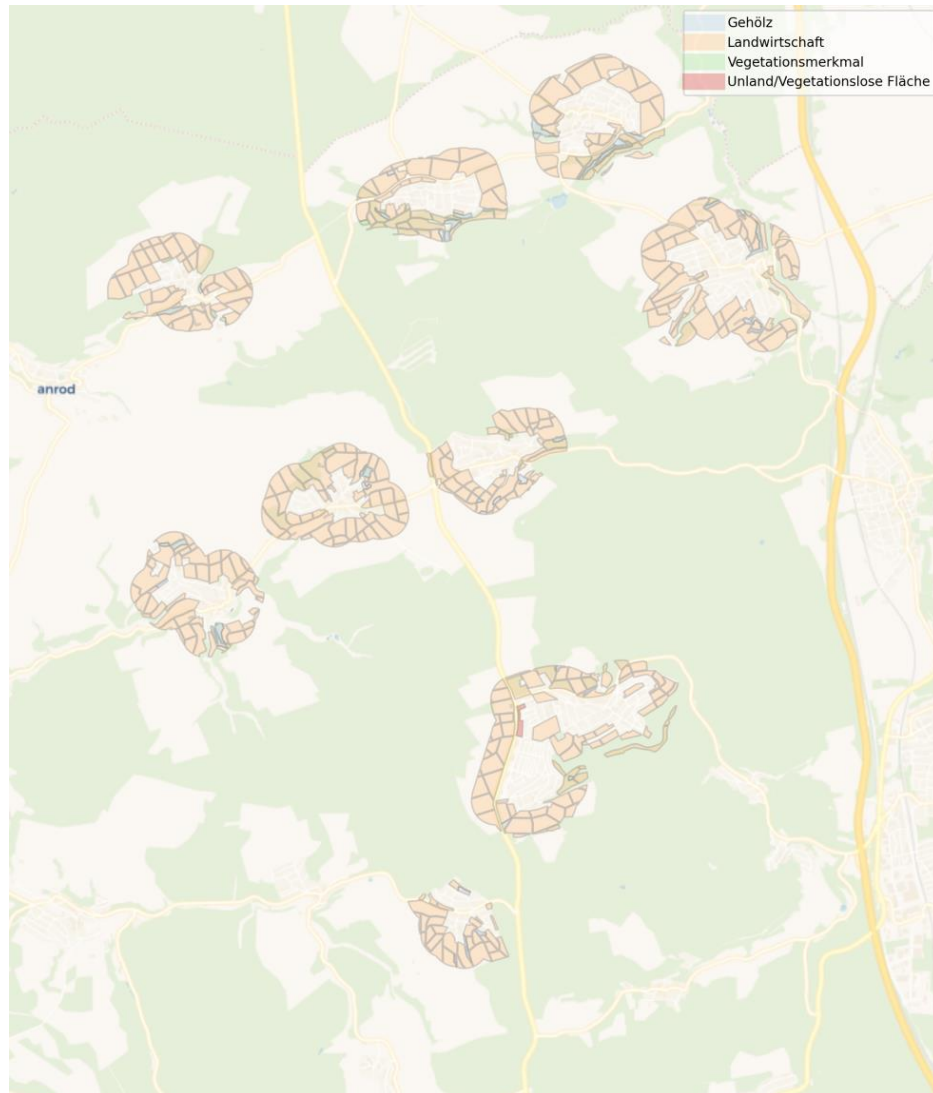 Gehölz
Landwirtschaft
Vegetationsmerkmal
Unland/Vegetationslose Fläche
anrod